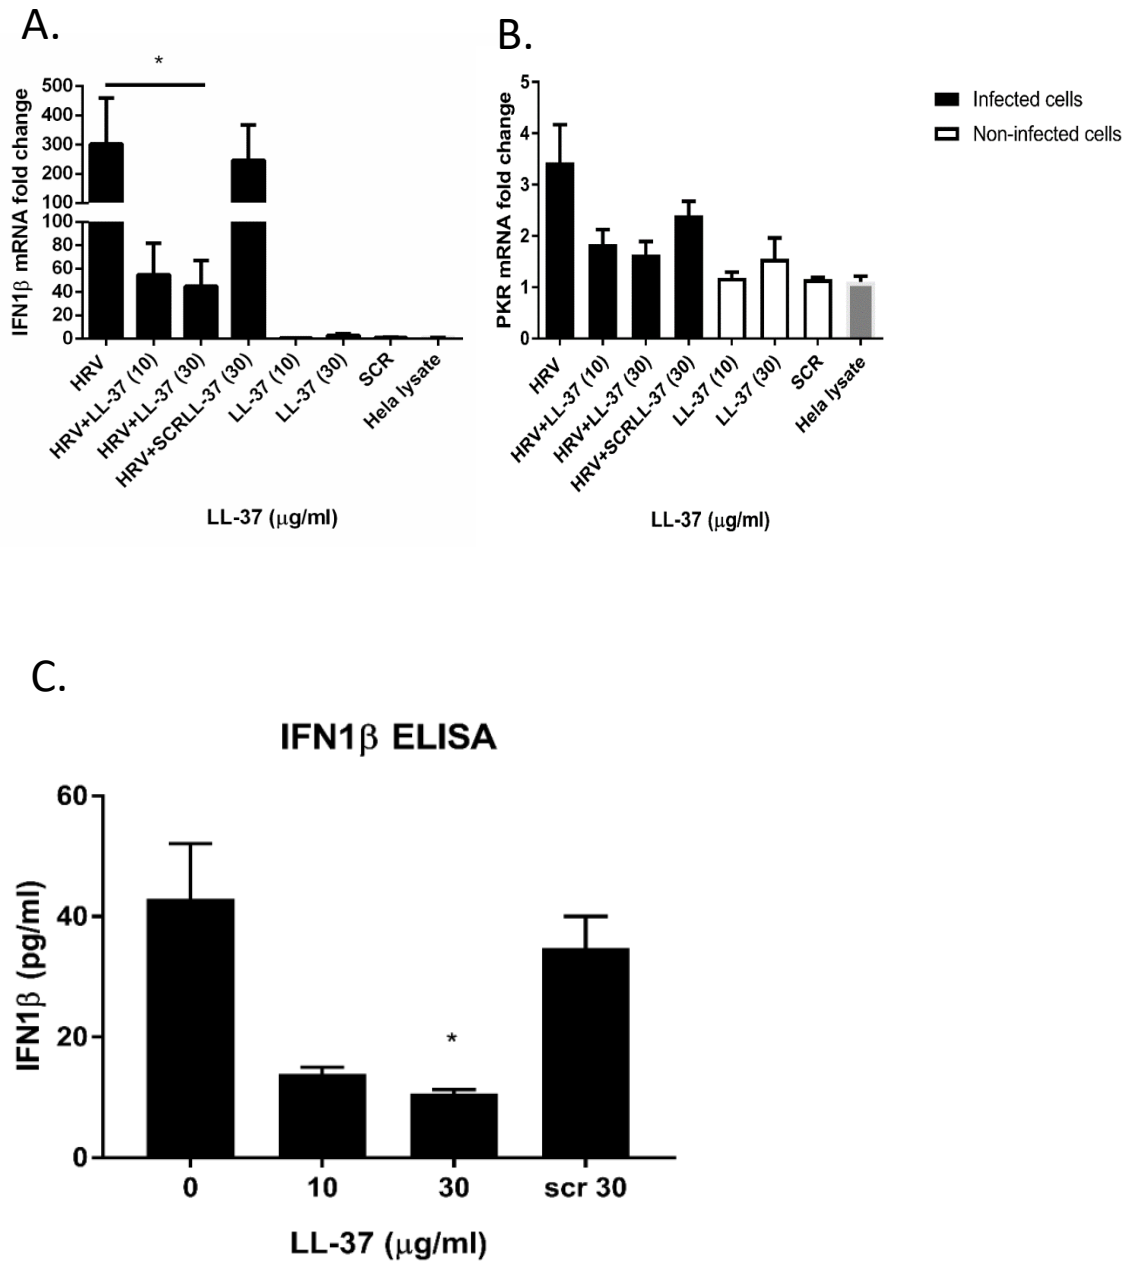 A.
*
500
400
300
200
100
100
80
60
40
20
0
IFN1β mRNA fold change
HRV
HRV+LL-37 (10)
HRV+LL-37 (30)
HRV+SCRLL-37 (30)
LL-37 (10)
LL-37 (30)
SCR
Hela lysate
LL-37 (μg/ml)
B.
5
4
3
2
1
0
PKR mRNA fold change
HRV
HRV+LL-37 (10)
HRV+LL-37 (30)
HRV+SCRLL-37 (30)
LL-37 (10)
LL-37 (30)
SCR
Hela lysate
LL-37 (μg/ml)
Infected cells
Non-infected cells
C.
IFN1β ELISA
60
40
20
0
IFN1β (pg/ml)
*
0 10 30 scr 30
LL-37 (μg/ml)